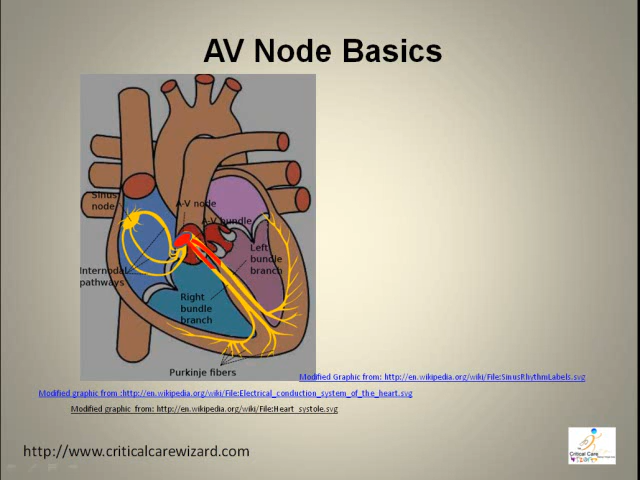 AV Node Basics
Sinus
node
A-V node
A-V bundle
Left
bundle
branch
Internodal
pathways
Right
bundle
branch
Purkinje fibers
Modified Graphic from: http://en.wikipedia.org/wiki/File:SinusRhythmLabels.svg
Modified graphic from :http://en.wikipedia.org/wiki/File:Electrical_conduction_system_of_the_heart.svg
Modified graphic from: http://en.wikipedia.org/wiki/File:Heart_systole.svg
http://www.criticalcarewizard.com
Critical Care